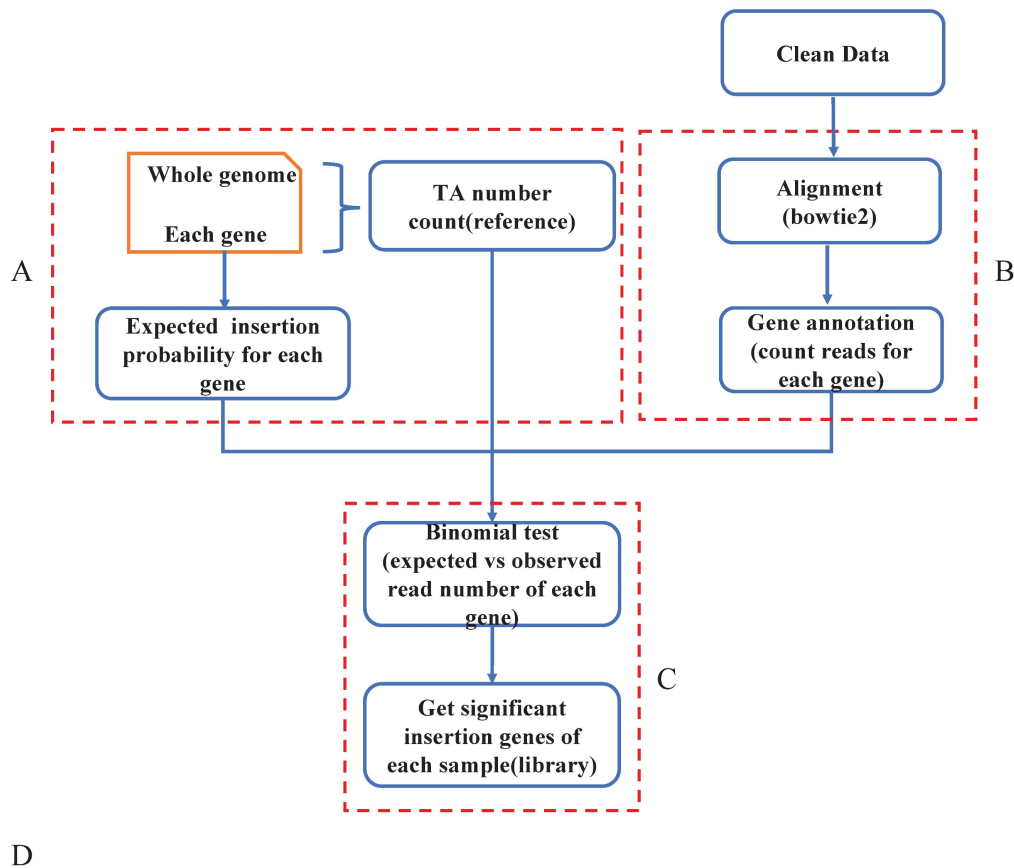 Clean Data
A
Whole genome
Each gene
TA number
count(reference)
Expected insertion
probability for each
gene
Alignment
(bowtie2)
B
Gene annotation
(count reads for
each gene)
Binomial test
(expected vs observed
read number of each
gene)
C
Get significant
insertion genes of
each sample(library)
D